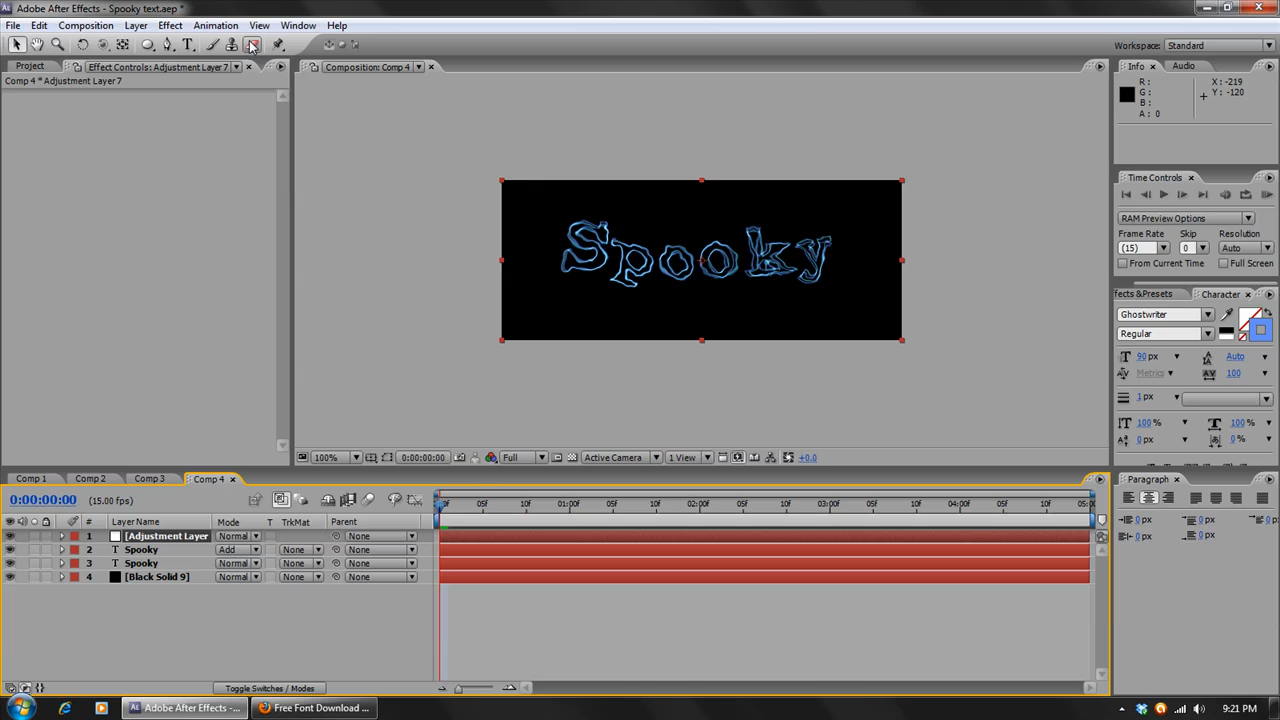 Adobe After Effects - Spooky text.aep *
File Edit Composition Layer Effect Animation View Window Help
Workspace: Standard
Project Effect Controls: Adjustment Layer 7
Comp 4 * Adjustment Layer 7
Composition: Comp 4
Spooky
Info Audio
R: X: -219
G: Y: -120
B:
A: 0
Time Controls
RAM Preview Options
Frame Rate Skip Resolution
(15) 0 Auto
From Current Time Full Screen
ffects&Presets Character
Ghostwriter
Regular
90 px Auto
Metrics 100
1 px
100 % 100 %
0 px 0 %
100% 0:00:00:00 Full Active Camera 1 View +0.0
Comp 1 Comp 2 Comp 3 Comp 4
0:00:00:00 (15.00 fps)
05f 10f 01:00f 05f 10f 02:00f 05f 10f 03:00f 05f 10f 04:00f 05f 10f 05:00
# Layer Name Mode T TrkMat Parent
1 [Adjustment Layer Normal None
2 T Spooky Add None None
3 T Spooky Normal None None
4 [Black Solid 9] Normal None None
Toggle Switches / Modes
Paragraph
0 px 0 px 0 px
0 px 0 px
Adobe After Effects -... Free Font Download ...
9:21 PM